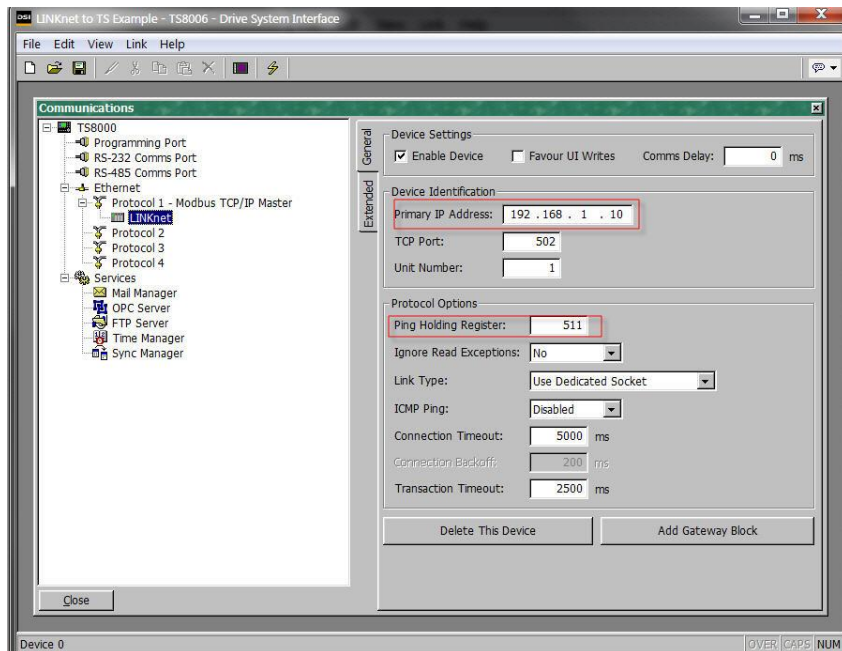 DSI LINKnet to TS Example - TS8006 - Drive System Interface
File Edit View Link Help
Communications
TS8000
Programming Port
RS-232 Comms Port
RS-485 Comms Port
Ethernet
Protocol 1 - Modbus TCP/IP Master
LINKnet
Protocol 2
Protocol 3
Protocol 4
Services
Mail Manager
OPC Server
FTP Server
Time Manager
Sync Manager
Close
General
Extended
Device Settings
Enable Device Favour UI Writes Comms Delay: 0 ms
Device Identification
Primary IP Address: 192 . 168 . 1 . 10
TCP Port: 502
Unit Number: 1
Protocol Options
Ping Holding Register: 511
Ignore Read Exceptions: No
Link Type: Use Dedicated Socket
ICMP Ping: Disabled
Connection Timeout: 5000 ms
Connection Backoff: 200 ms
Transaction Timeout: 2500 ms
Delete This Device Add Gateway Block
Device 0 OVER CAPS NUM